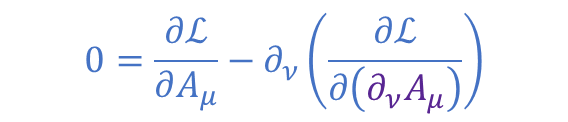 0 = ∂ℒ/∂A_μ − ∂_ν (∂ℒ/∂(∂_ν A_μ))